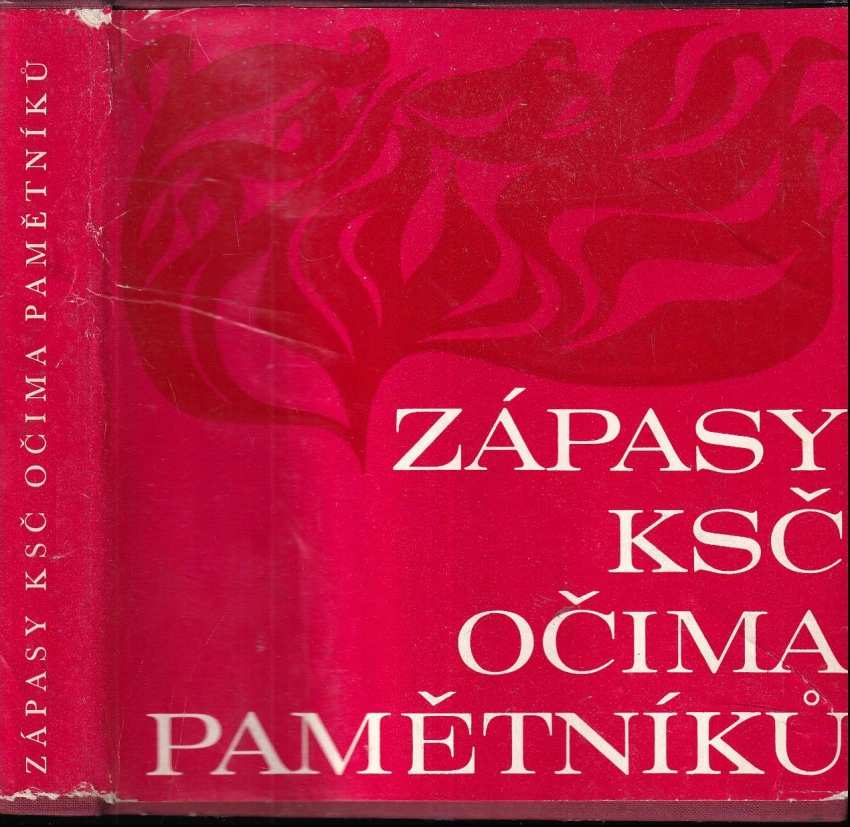 ZÁPASY KSČ OČIMA PAMĚTNÍKŮ
ZÁPASY
KSČ
OČIMA
PAMĚTNÍKŮ